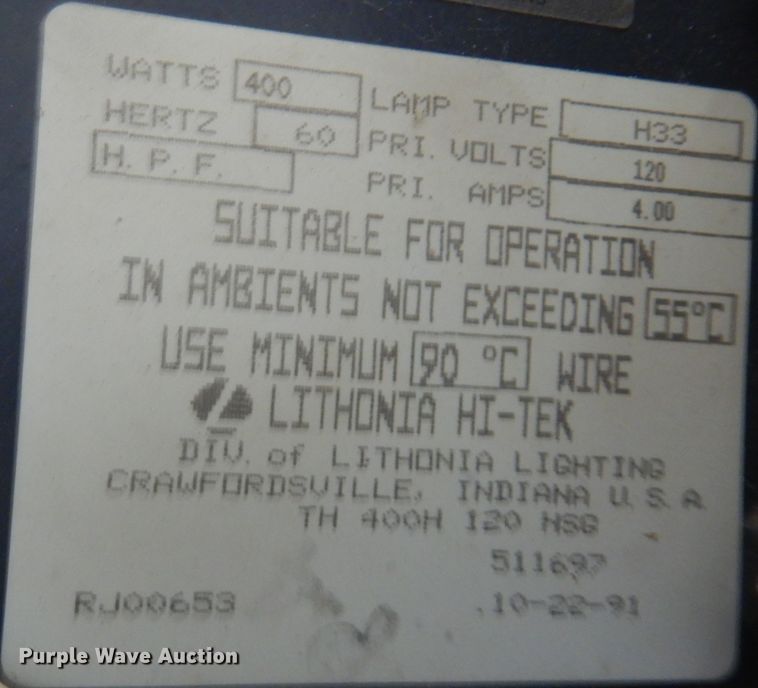 WATTS 400 LAMP TYPE H33
HERTZ 60 PRI. VOLTS 120
H. P. F. PRI. AMPS 4.00
SUITABLE FOR OPERATION
IN AMBIENTS NOT EXCEEDING 55°C
USE MINIMUM 90 °C WIRE
LITHONIA HI-TEK
DIV. of LITHONIA LIGHTING
CRAWFORDSVILLE, INDIANA U.S.A
TH 400H 120 HSG
511697
RJ00653 10-22-91
Purple Wave Auction